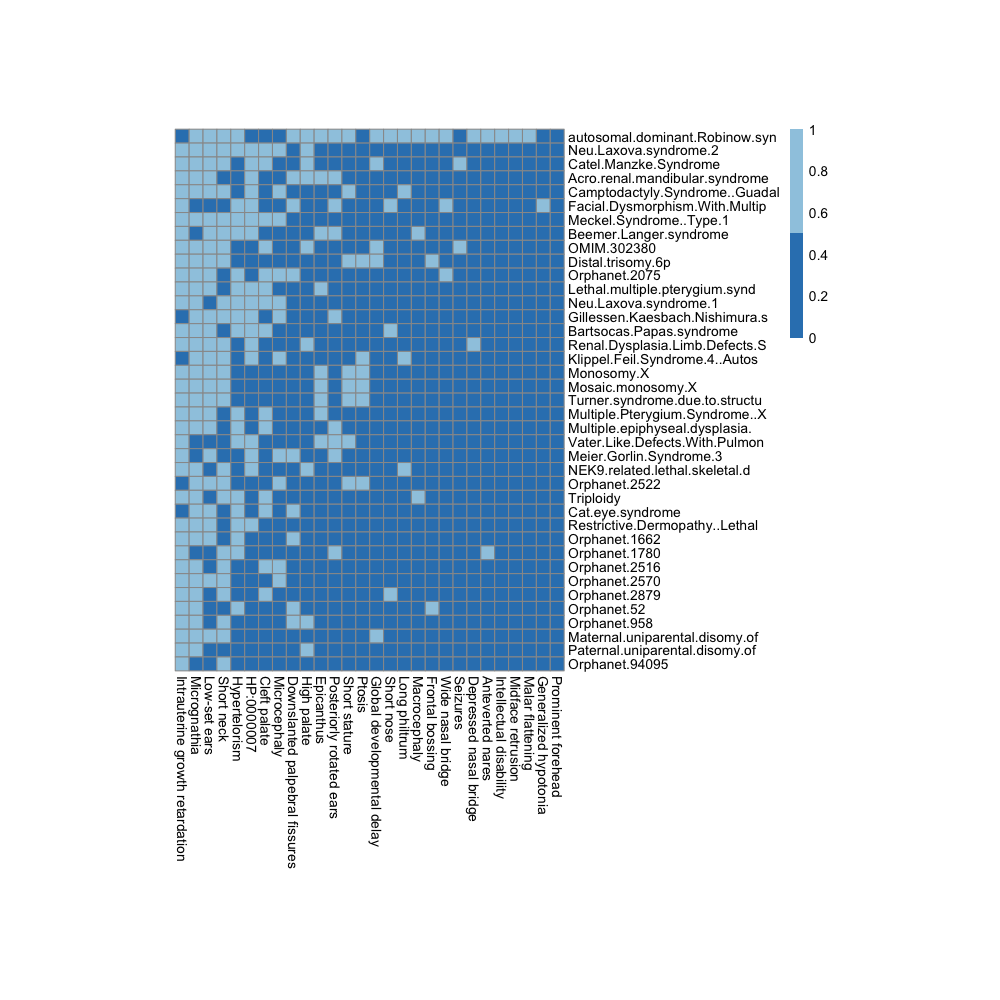 autosomal.dominant.Robinow.syn
Neu.Laxova.syndrome.2
Catel.Manzke.Syndrome
Acro.renal.mandibular.syndrome
Camptodactyly.Syndrome..Guadal
Facial.Dysmorphism.With.Multip
Meckel.Syndrome..Type.1
Beemer.Langer.syndrome
OMIM.302380
Distal.trisomy.6p
Orphanet.2075
Lethal.multiple.pterygium.synd
Neu.Laxova.syndrome.1
Gillessen.Kaesbach.Nishimura.s
Bartsocas.Papas.syndrome
Renal.Dysplasia.Limb.Defects.S
Klippel.Feil.Syndrome.4..Autos
Monosomy.X
Mosaic.monosomy.X
Turner.syndrome.due.to.structu
Multiple.Pterygium.Syndrome..X
Multiple.epiphyseal.dysplasia.
Vater.Like.Defects.With.Pulmon
Meier.Gorlin.Syndrome.3
NEK9.related.lethal.skeletal.d
Orphanet.2522
Triploidy
Cat.eye.syndrome
Restrictive.Dermopathy..Lethal
Orphanet.1662
Orphanet.1780
Orphanet.2516
Orphanet.2570
Orphanet.2879
Orphanet.52
Orphanet.958
Maternal.uniparental.disomy.of
Paternal.uniparental.disomy.of
Orphanet.94095
1
0.8
0.6
0.4
0.2
0
Intrauterine growth retardation
Micrognathia
Low-set ears
Short neck
Hypertelorism
HP:0000007
Cleft palate
Microcephaly
Downslanted palpebral fissures
High palate
Epicanthus
Posteriorly rotated ears
Short stature
Ptosis
Global developmental delay
Short nose
Long philtrum
Macrocephaly
Frontal bossing
Wide nasal bridge
Seizures
Depressed nasal bridge
Anteverted nares
Intellectual disability
Midface retrusion
Malar flattening
Generalized hypotonia
Prominent forehead